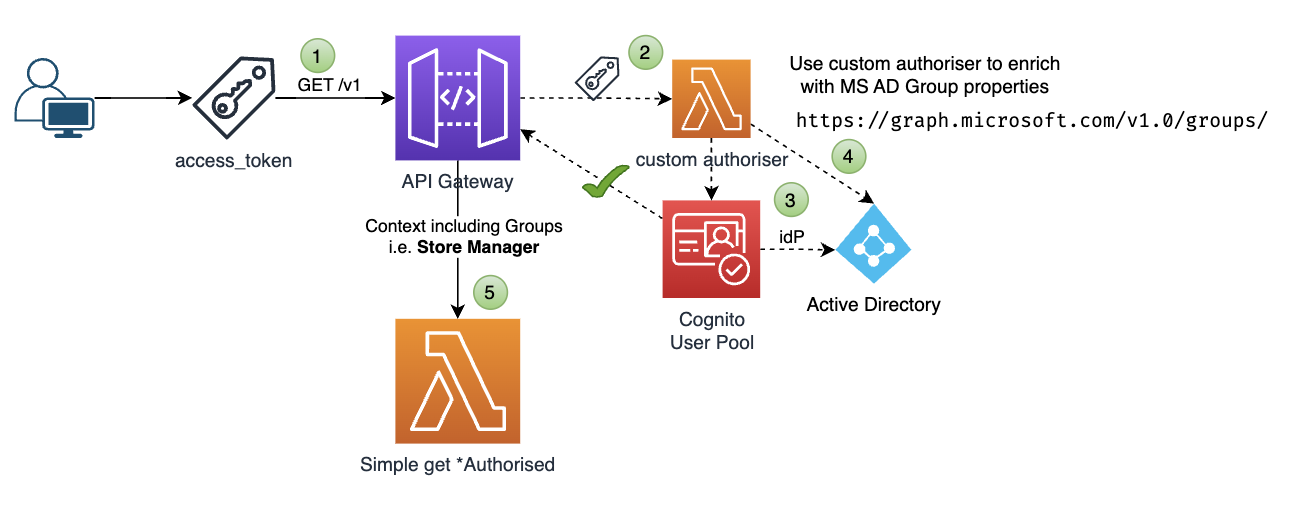 1
GET /v1
access_token
API Gateway
</>
2
custom authoriser
Use custom authoriser to enrich
with MS AD Group properties
https://graph.microsoft.com/v1.0/groups/
4
3
idP
Active Directory
Cognito
User Pool
Context including Groups
i.e. Store Manager
5
Simple get *Authorised